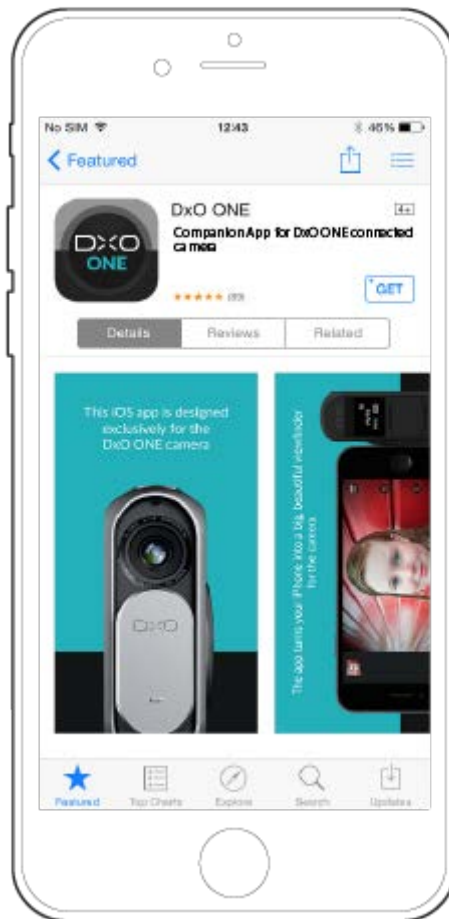 No SIM 12:43 46%
Featured
DxO ONE 4+
Companion App for DxO ONE connected
camera
DXO
ONE
GET
Details Reviews Related
This iOS app is designed
exclusively for the
DxO ONE camera
DXO
The app turns your iPhone into a big, beautiful viewfinder
for the camera
Featured Top Charts Explore Search Updates